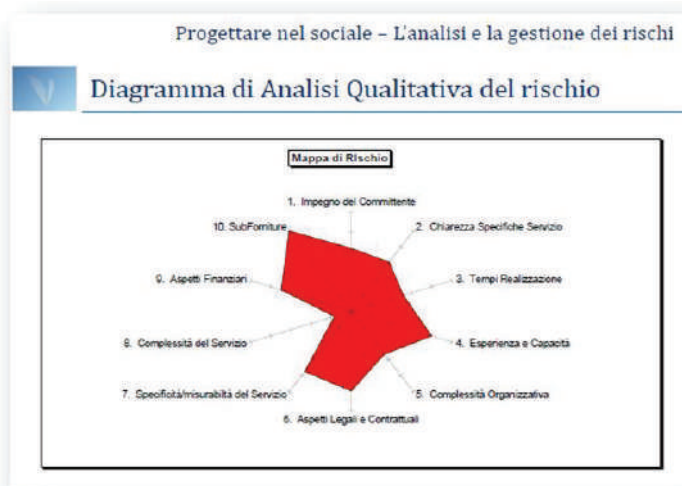 Progettare nel sociale – L'analisi e la gestione dei rischi
Diagramma di Analisi Qualitativa del rischio
Mappa di Rischio
1. Impegno del Committente
10. SubForniture
2. Chiarezza Specifiche Servizio
9. Aspetti Finanziari
3. Tempi Realizzazione
8. Complessità del Servizio
4. Esperienza e Capacità
7. Specificità/misurabiltà del Servizio
5. Complessità Organizzativa
6. Aspetti Legali e Contrattuali